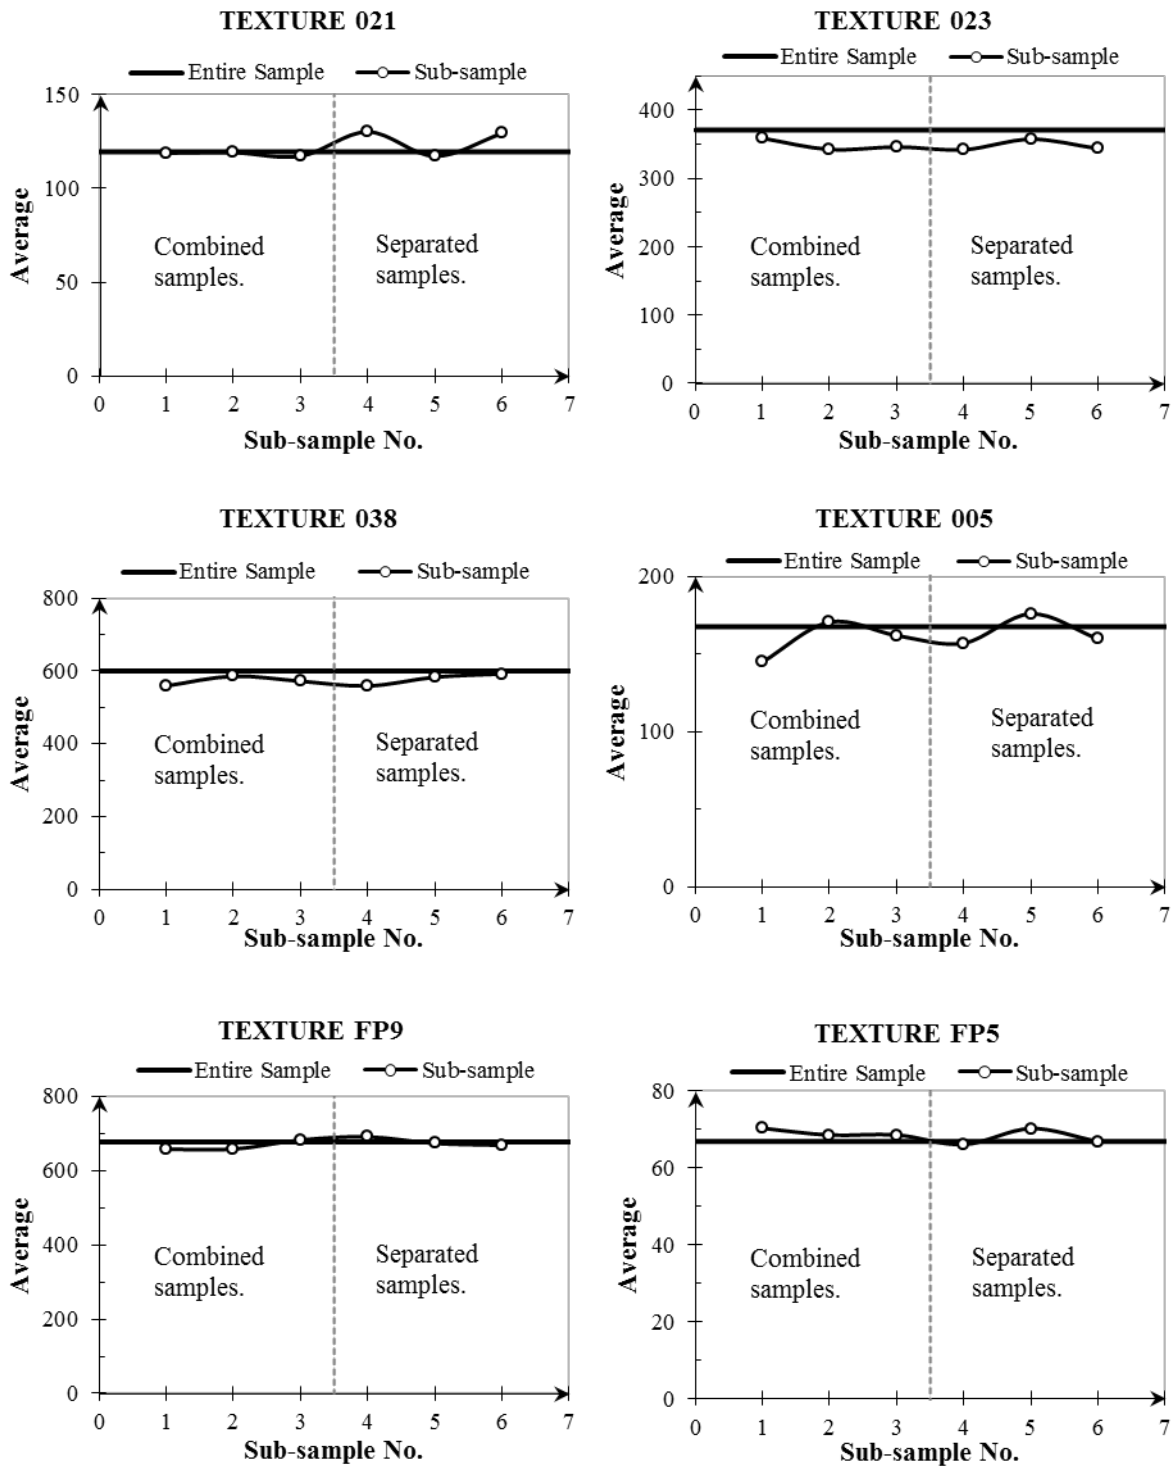 TEXTURE 021
Entire Sample Sub-sample
150
100
50
0
Average
Combined samples.
Separated samples.
0 1 2 3 4 5 6 7
Sub-sample No.
TEXTURE 023
Entire Sample Sub-sample
400
300
200
100
0
Average
Combined samples.
Separated samples.
0 1 2 3 4 5 6 7
Sub-sample No.
TEXTURE 038
Entire Sample Sub-sample
800
600
400
200
0
Average
Combined samples.
Separated samples.
0 1 2 3 4 5 6 7
Sub-sample No.
TEXTURE 005
Entire Sample Sub-sample
200
100
0
Average
Combined samples.
Separated samples.
0 1 2 3 4 5 6 7
Sub-sample No.
TEXTURE FP9
Entire Sample Sub-sample
800
600
400
200
0
Average
Combined samples.
Separated samples.
0 1 2 3 4 5 6 7
Sub-sample No.
TEXTURE FP5
Entire Sample Sub-sample
80
60
40
20
0
Average
Combined samples.
Separated samples.
0 1 2 3 4 5 6 7
Sub-sample No.